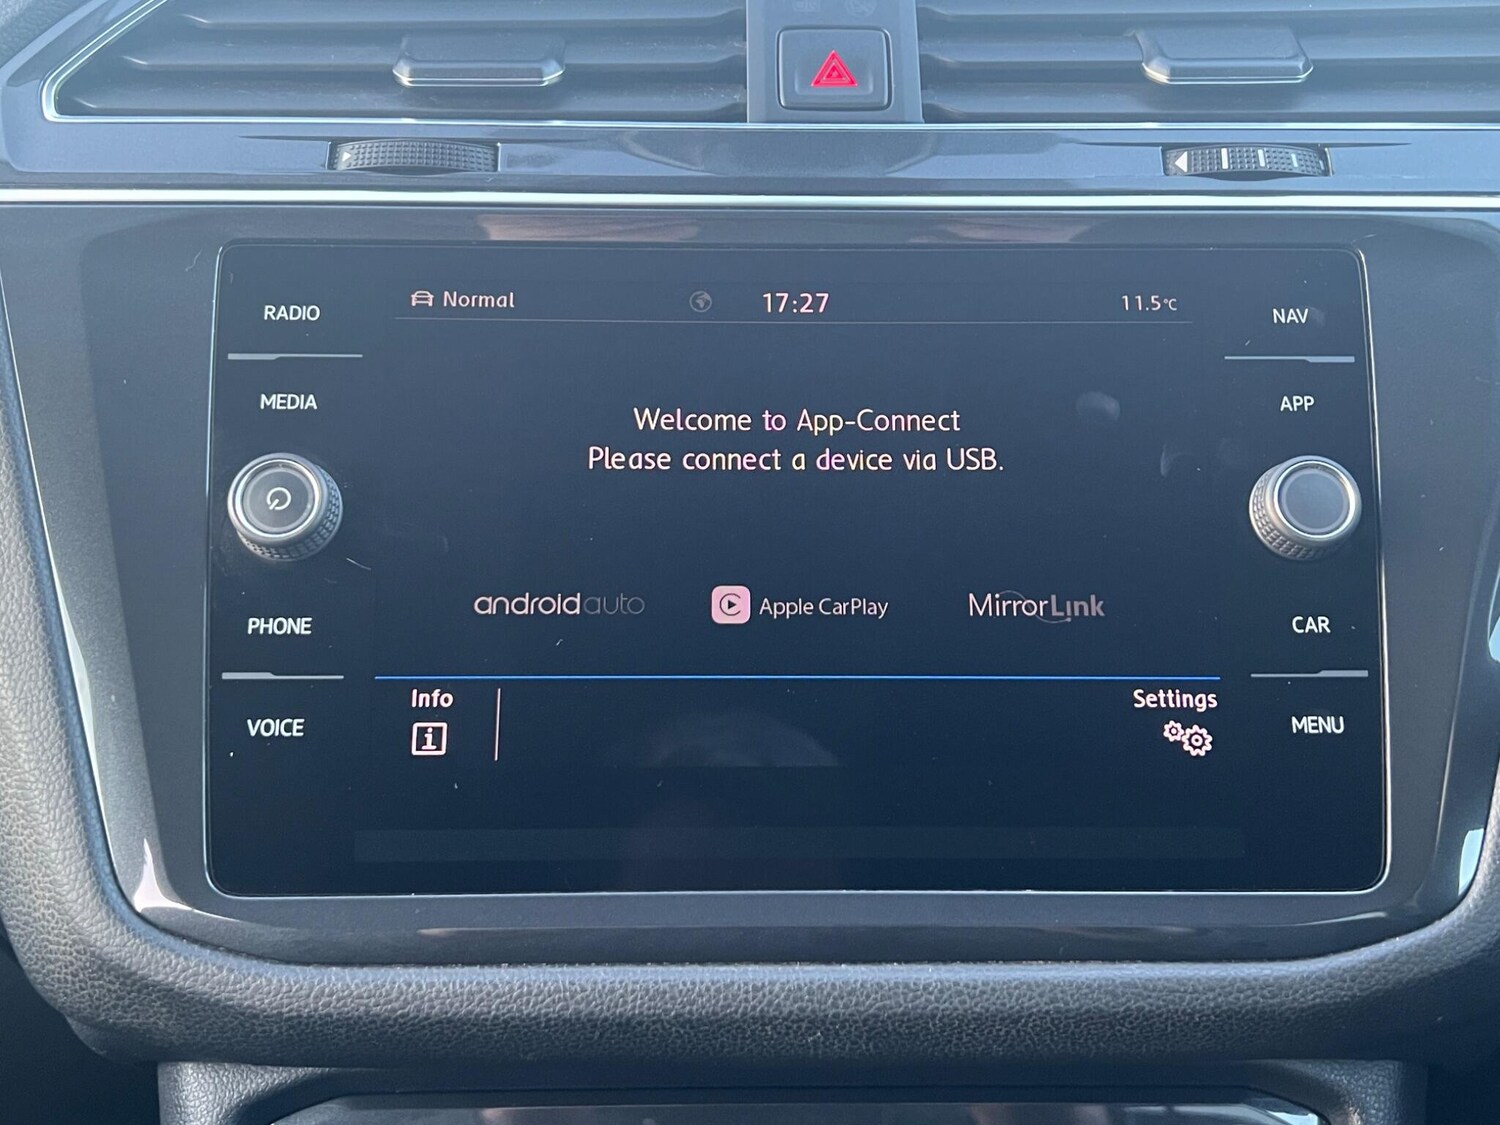 RADIO
MEDIA
PHONE
VOICE
Normal
17:27
11.5°C
Welcome to App-Connect
Please connect a device via USB.
androidauto
Apple CarPlay
MirrorLink
Info
Settings
NAV
APP
CAR
MENU